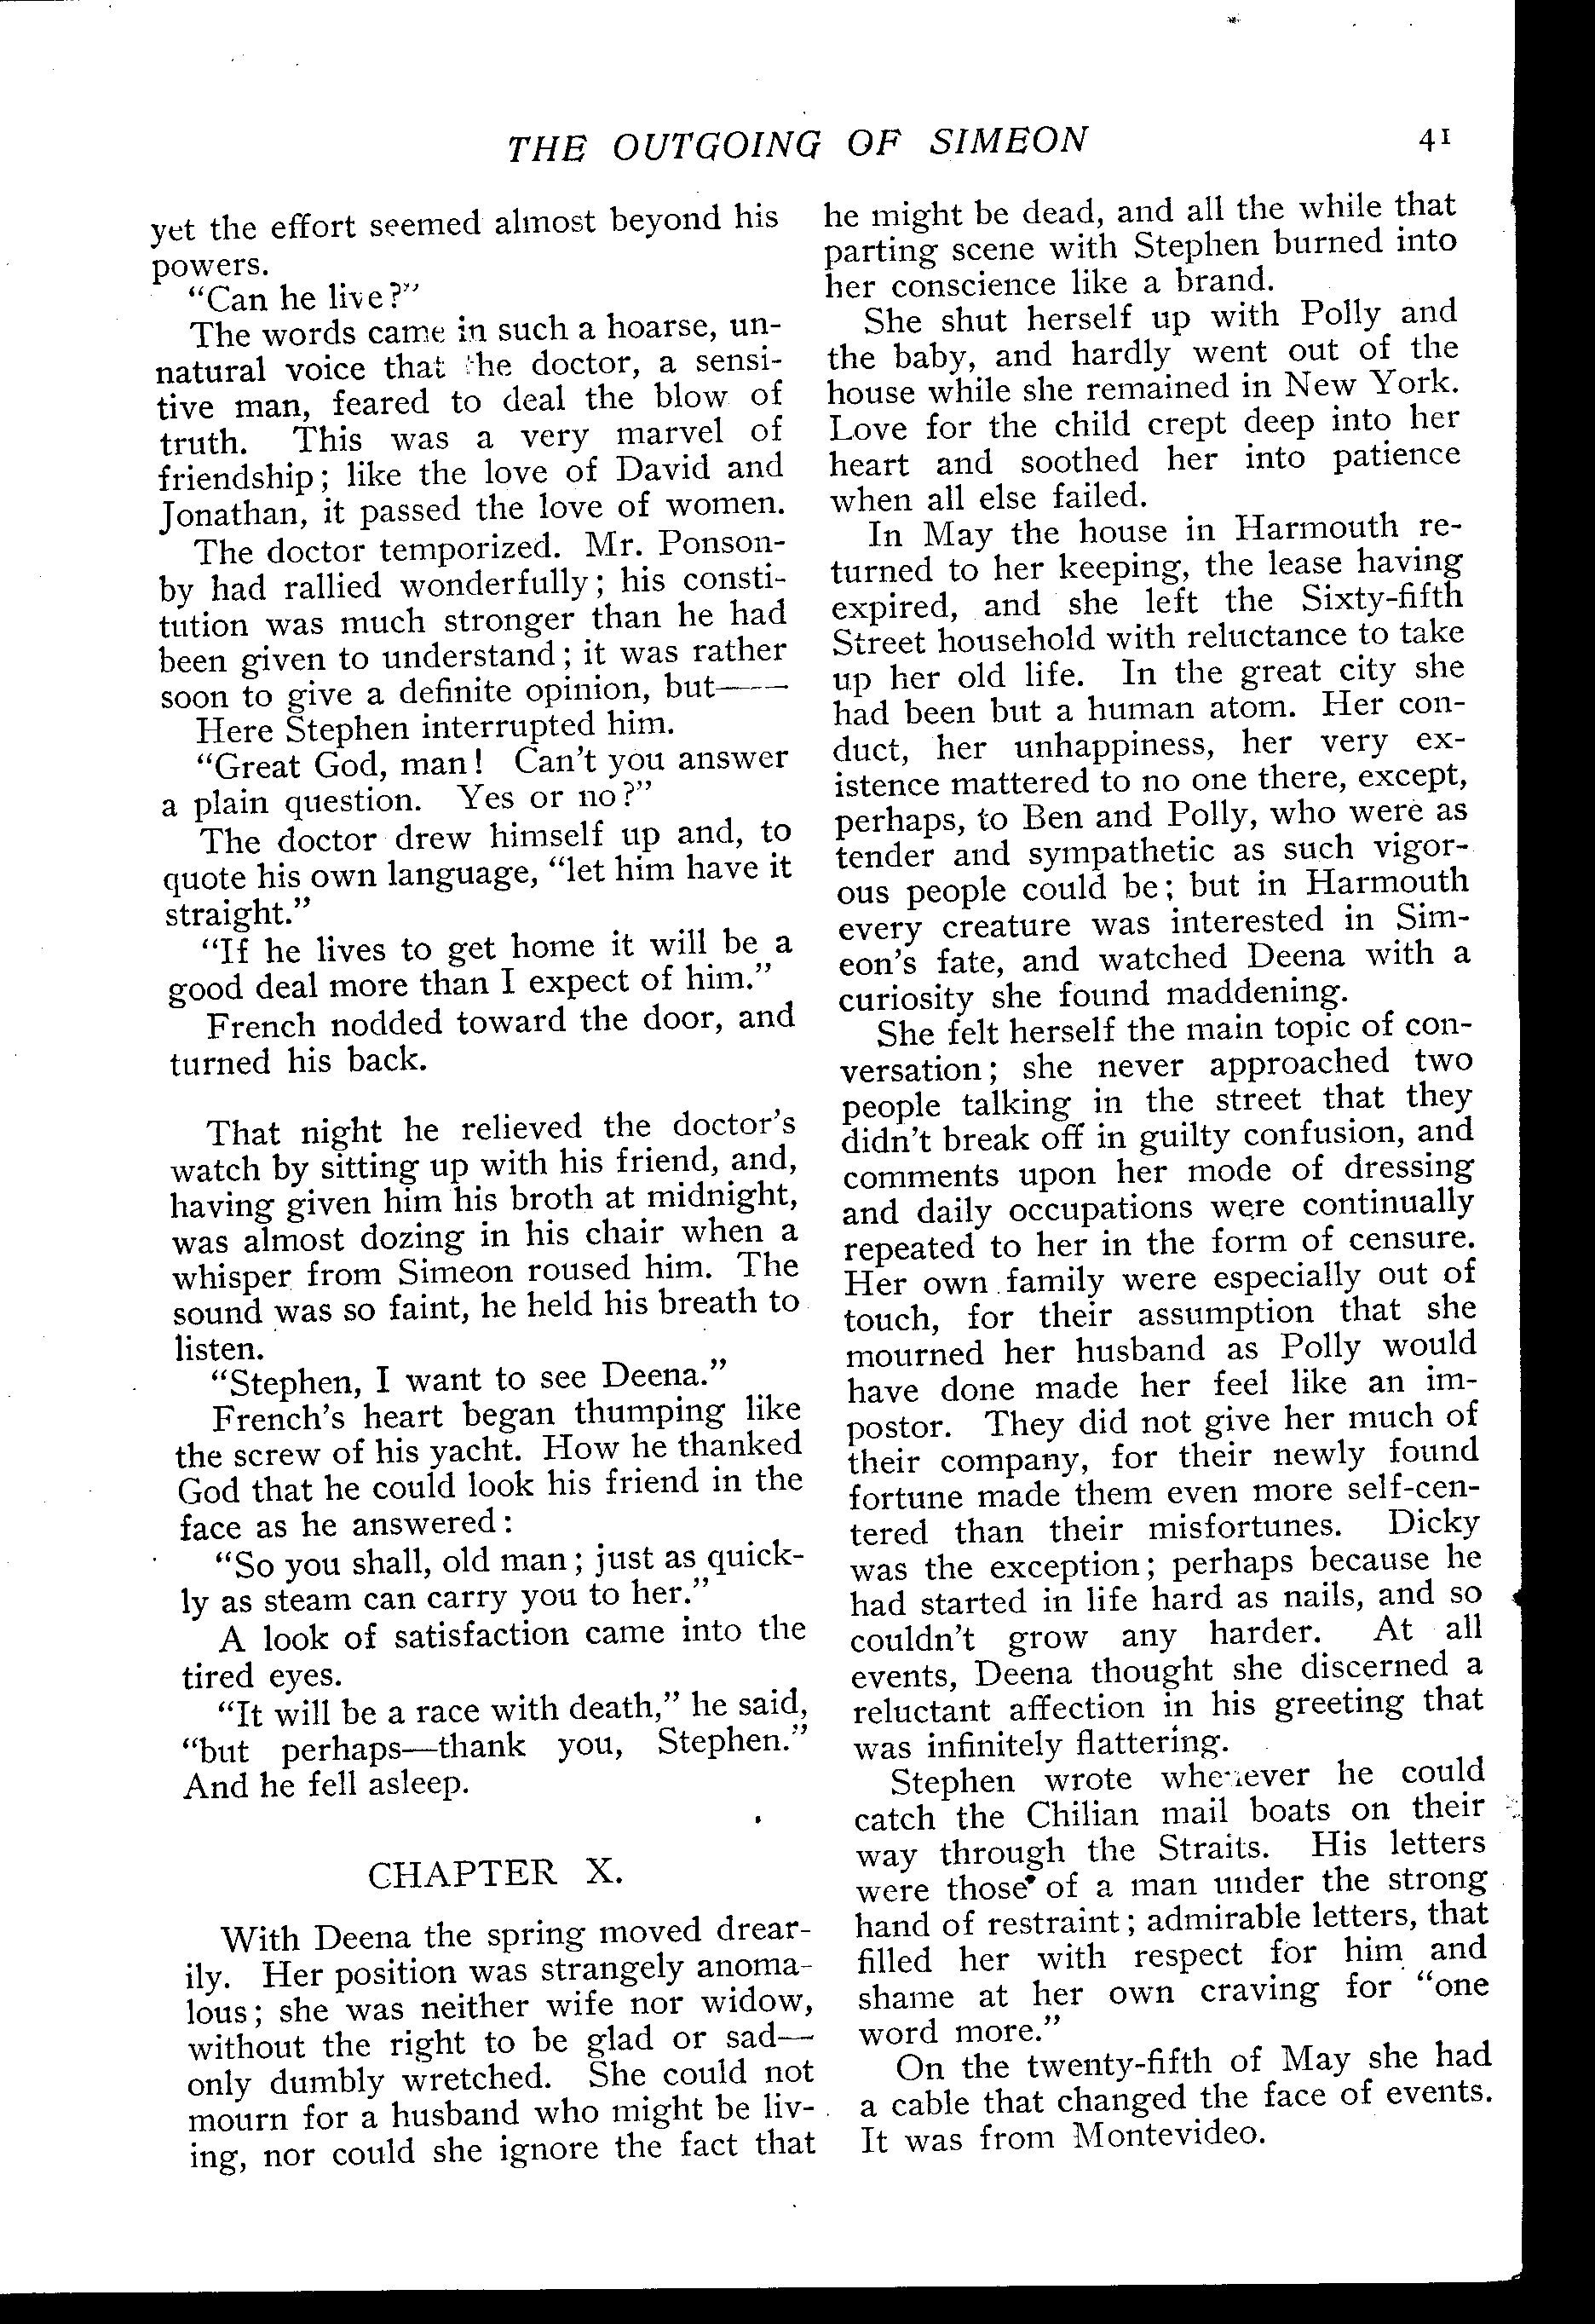 THE OUTGOING OF SIMEON 41
yet the effort seemed almost beyond his
powers.
"Can he live?"
The words came in such a hoarse, un-
natural voice that the doctor, a sensi-
tive man, feared to deal the blow of
truth. This was a very marvel of
friendship; like the love of David and
Jonathan, it passed the love of women.
The doctor temporized. Mr. Ponson-
by had rallied wonderfully; his consti-
tution was much stronger than he had
been given to understand; it was rather
soon to give a definite opinion, but——
Here Stephen interrupted him.
"Great God, man! Can't you answer
a plain question. Yes or no?"
The doctor drew himself up and, to
quote his own language, "let him have it
straight."
"If he lives to get home it will be a
good deal more than I expect of him."
French nodded toward the door, and
turned his back.
That night he relieved the doctor's
watch by sitting up with his friend, and,
having given him his broth at midnight,
was almost dozing in his chair when a
whisper from Simeon roused him. The
sound was so faint, he held his breath to
listen.
"Stephen, I want to see Deena."
French's heart began thumping like
the screw of his yacht. How he thanked
God that he could look his friend in the
face as he answered:
"So you shall, old man; just as quick-
ly as steam can carry you to her."
A look of satisfaction came into the
tired eyes.
"It will be a race with death," he said,
"but perhaps—thank you, Stephen."
And he fell asleep.
CHAPTER X.
With Deena the spring moved drear-
ily. Her position was strangely anoma-
lous; she was neither wife nor widow,
without the right to be glad or sad—
only dumbly wretched. She could not
mourn for a husband who might be liv-
ing, nor could she ignore the fact that
he might be dead, and all the while that
parting scene with Stephen burned into
her conscience like a brand.
She shut herself up with Polly and
the baby, and hardly went out of the
house while she remained in New York.
Love for the child crept deep into her
heart and soothed her into patience
when all else failed.
In May the house in Harmouth re-
turned to her keeping, the lease having
expired, and she left the Sixty-fifth
Street household with reluctance to take
up her old life. In the great city she
had been but a human atom. Her con-
duct, her unhappiness, her very ex-
istence mattered to no one there, except,
perhaps, to Ben and Polly, who were as
tender and sympathetic as such vigor-
ous people could be; but in Harmouth
every creature was interested in Sim-
eon's fate, and watched Deena with a
curiosity she found maddening.
She felt herself the main topic of con-
versation; she never approached two
people talking in the street that they
didn't break off in guilty confusion, and
comments upon her mode of dressing
and daily occupations were continually
repeated to her in the form of censure.
Her own family were especially out of
touch, for their assumption that she
mourned her husband as Polly would
have done made her feel like an im-
postor. They did not give her much of
their company, for their newly found
fortune made them even more self-cen-
tered than their misfortunes. Dicky
was the exception; perhaps because he
had started in life hard as nails, and so
couldn't grow any harder. At all
events, Deena thought she discerned a
reluctant affection in his greeting that
was infinitely flattering.
Stephen wrote whenever he could
catch the Chilian mail boats on their
way through the Straits. His letters
were those of a man under the strong
hand of restraint; admirable letters, that
filled her with respect for him and
shame at her own craving for "one
word more."
On the twenty-fifth of May she had
a cable that changed the face of events.
It was from Montevideo.